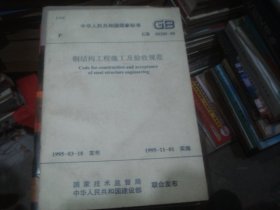 中华人民共和国国家标准
GB
P
GB 50205-95
钢结构工程施工及验收规范
Code for construction and acceptance
of steel structure engineering
1995-03-18 发布
1995-11-01 实施
国家技术监督局
中华人民共和国建设部
联合发布